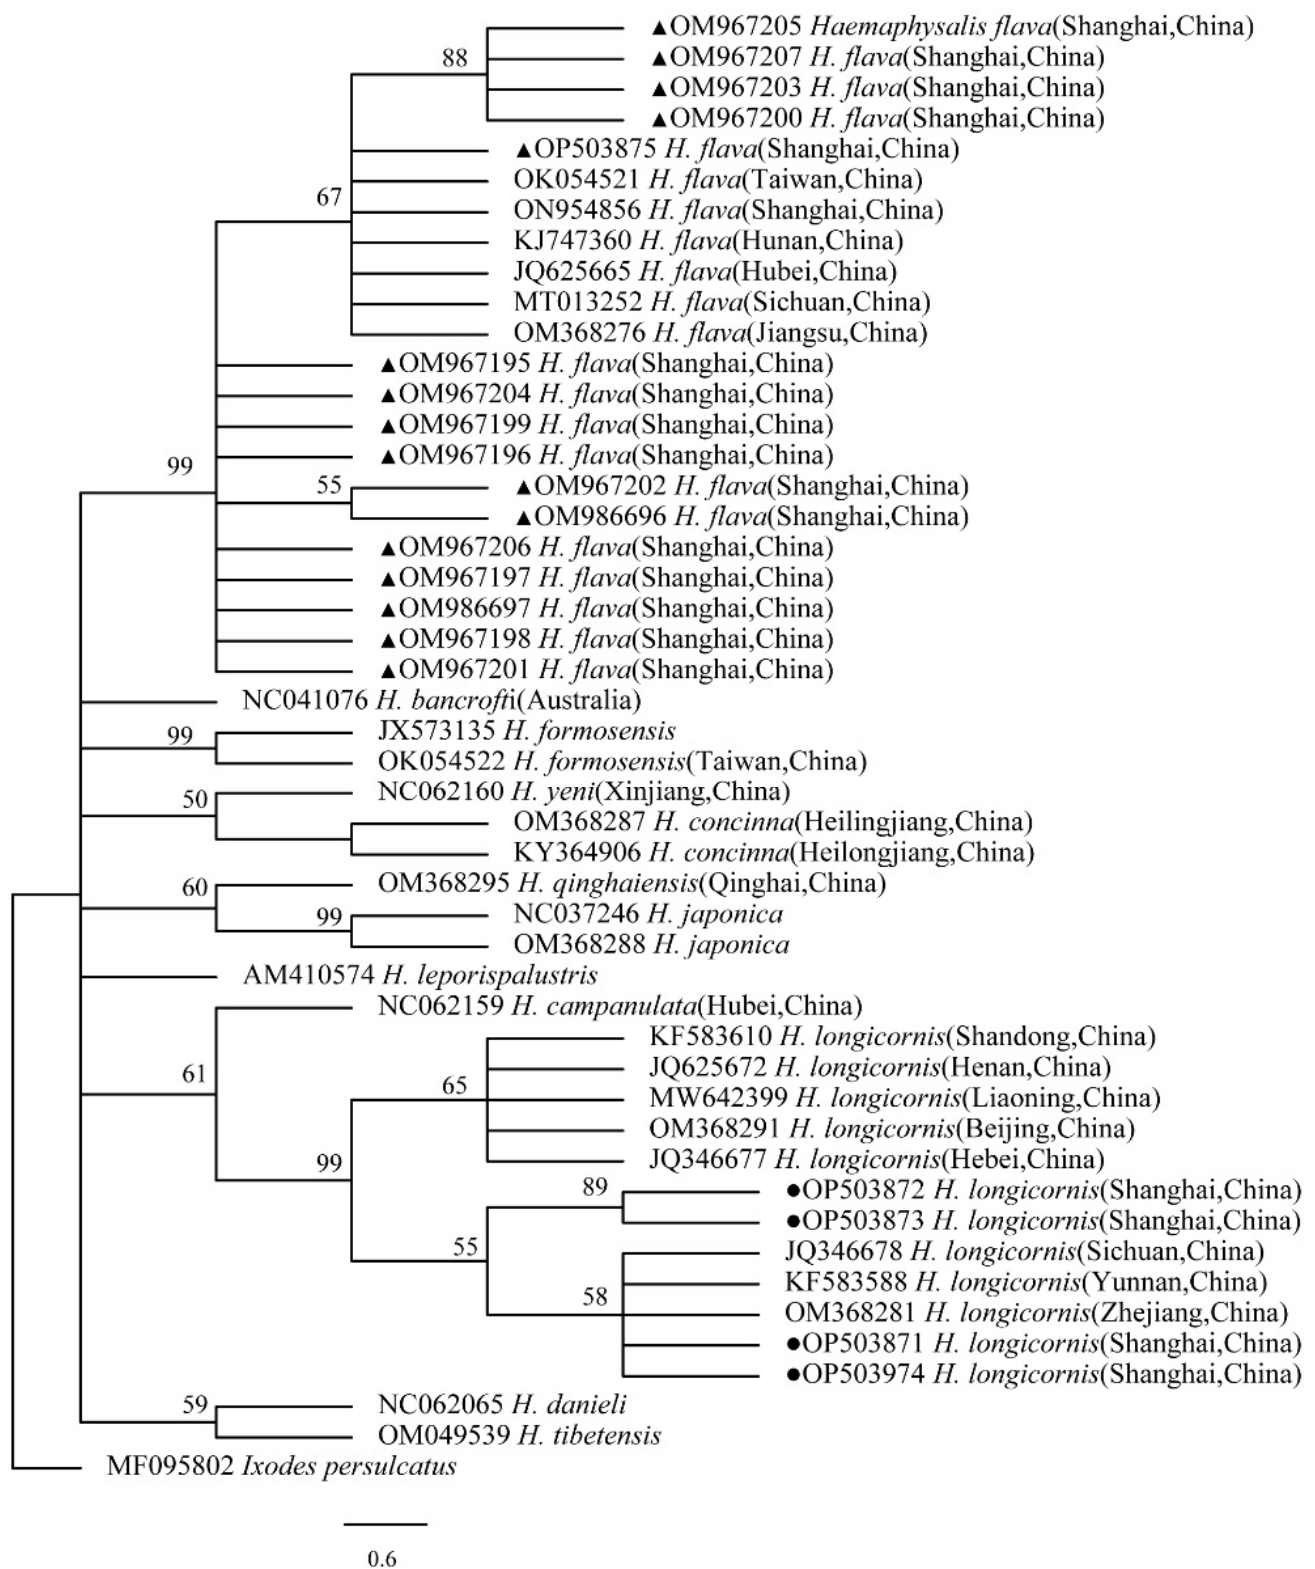 ▲OM967205 Haemaphysalis flava(Shanghai,China)
88
▲OM967207 H. flava(Shanghai,China)
▲OM967203 H. flava(Shanghai,China)
▲OM967200 H. flava(Shanghai,China)
▲OP503875 H. flava(Shanghai,China)
OK054521 H. flava(Taiwan,China)
67
ON954856 H. flava(Shanghai,China)
KJ747360 H. flava(Hunan,China)
JQ625665 H. flava(Hubei,China)
MT013252 H. flava(Sichuan,China)
OM368276 H. flava(Jiangsu,China)
▲OM967195 H. flava(Shanghai,China)
▲OM967204 H. flava(Shanghai,China)
▲OM967199 H. flava(Shanghai,China)
▲OM967196 H. flava(Shanghai,China)
99
55
▲OM967202 H. flava(Shanghai,China)
▲OM986696 H. flava(Shanghai,China)
▲OM967206 H. flava(Shanghai,China)
▲OM967197 H. flava(Shanghai,China)
▲OM986697 H. flava(Shanghai,China)
▲OM967198 H. flava(Shanghai,China)
▲OM967201 H. flava(Shanghai,China)
NC041076 H. bancrofti(Australia)
99
JX573135 H. formosensis
OK054522 H. formosensis(Taiwan,China)
50
NC062160 H. yeni(Xinjiang,China)
OM368287 H. concinna(Heilingjiang,China)
KY364906 H. concinna(Heilongjiang,China)
60
OM368295 H. qinghaiensis(Qinghai,China)
99
NC037246 H. japonica
OM368288 H. japonica
AM410574 H. leporispalustris
NC062159 H. campanulata(Hubei,China)
KF583610 H. longicornis(Shandong,China)
JQ625672 H. longicornis(Henan,China)
61
65
MW642399 H. longicornis(Liaoning,China)
OM368291 H. longicornis(Beijing,China)
JQ346677 H. longicornis(Hebei,China)
99
89
●OP503872 H. longicornis(Shanghai,China)
●OP503873 H. longicornis(Shanghai,China)
55
JQ346678 H. longicornis(Sichuan,China)
KF583588 H. longicornis(Yunnan,China)
58
OM368281 H. longicornis(Zhejiang,China)
●OP503871 H. longicornis(Shanghai,China)
●OP503974 H. longicornis(Shanghai,China)
59
NC062065 H. danieli
OM049539 H. tibetensis
MF095802 Ixodes persulcatus
0.6